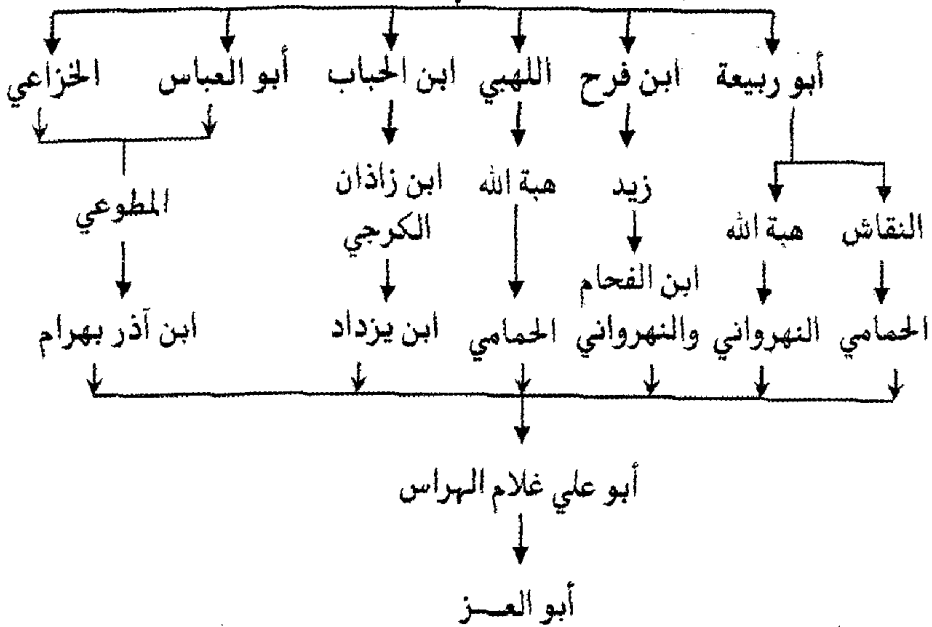 أبو ربيعة ابن فرح اللهبي ابن الحباب أبو العباس الخزاعي
زيد هبة الله ابن زاذان المطوعي
النقاش هبة الله الكرجي
ابن الفحام
الحمامي النهرواني والنهرواني الحمامي ابن يزداد ابن آذر بهرام
أبو علي غلام الهراس
أبو العـــز